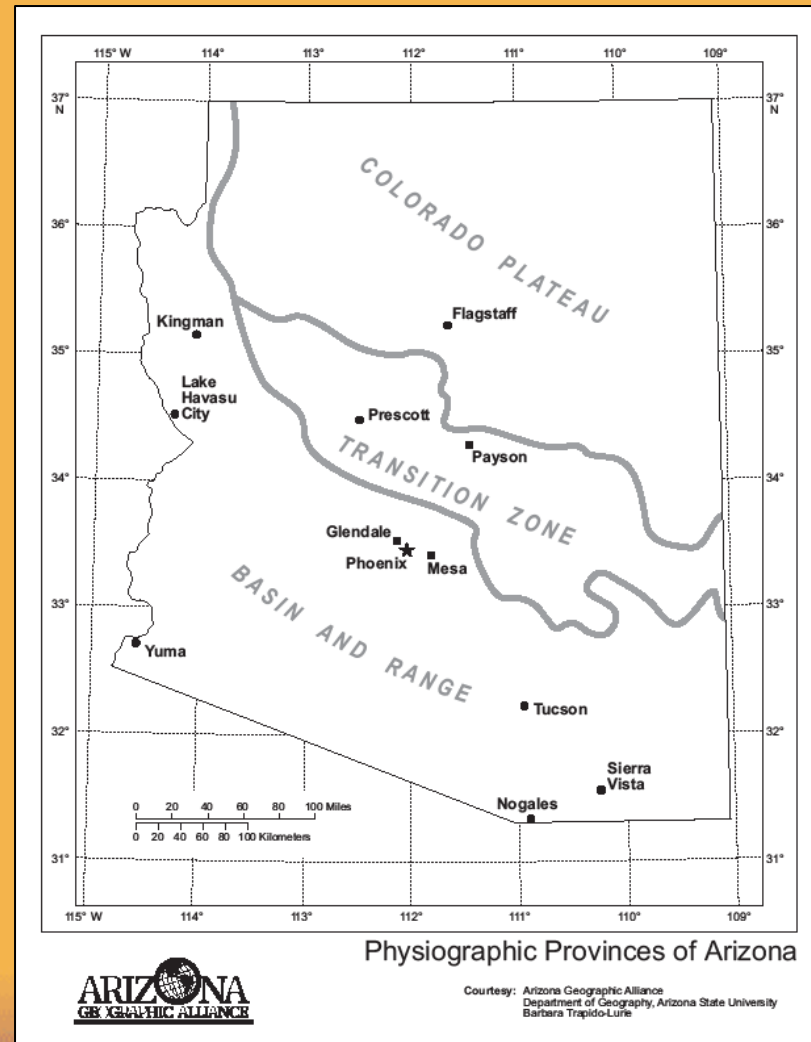 115° W 114° 113° 112° 111° 110° 109°
37°
N
37°
N
COLORADO PLATEAU
36° 36°
Flagstaff
Kingman
35° 35°
Lake
Havasu
City
Prescott
Payson
TRANSITION ZONE
34° 34°
Glendale
Phoenix
Mesa
BASIN AND RANGE
33° 33°
Yuma
Tucson
32° 32°
Sierra
Vista
Nogales
0 20 40 60 80 100 Miles
0 20 40 60 80 100 Kilometers
31° 31°
115° W 114° 113° 112° 111° 110° 109°
Physiographic Provinces of Arizona
ARIZONA
GEOGRAPHIC ALLIANCE
Courtesy: Arizona Geographic Alliance
Department of Geography, Arizona State University
Barbara Trapido-Lurie